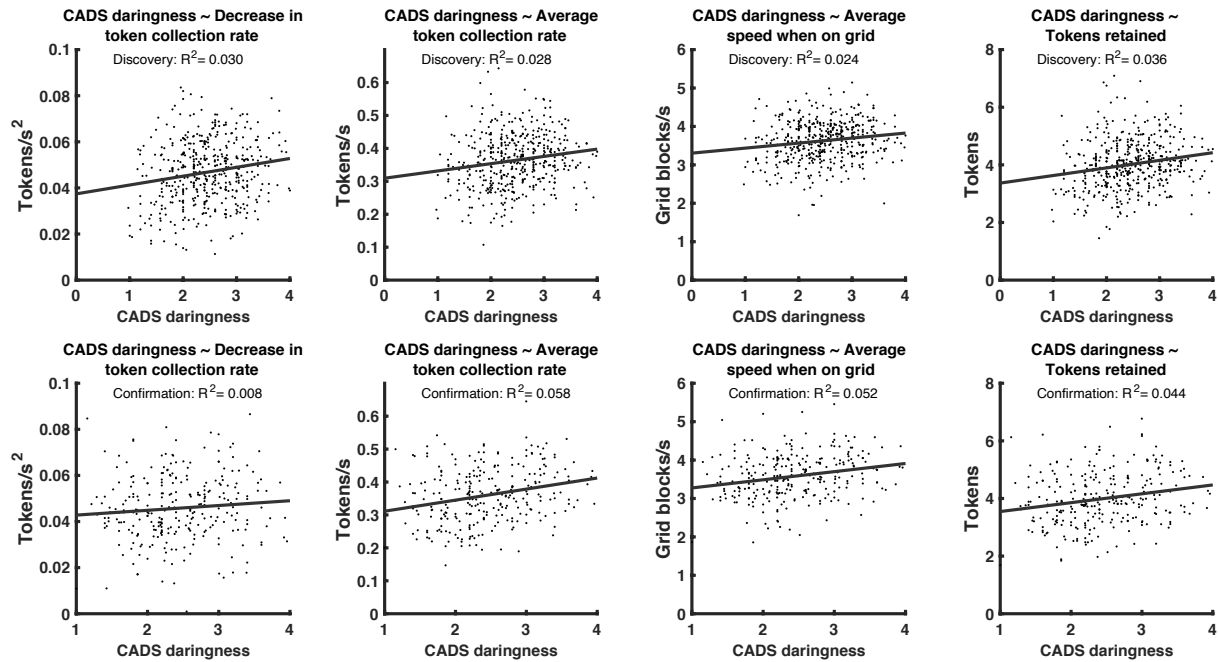 CADS daringness ~ Decrease in
token collection rate
Discovery: R²= 0.030
0.1
0.08
0.06
0.04
0.02
0
Tokens/s²
0 1 2 3 4
CADS daringness
CADS daringness ~ Average
token collection rate
Discovery: R²= 0.028
0.6
0.5
0.4
0.3
0.2
0.1
0
Tokens/s
0 1 2 3 4
CADS daringness
CADS daringness ~ Average
speed when on grid
Discovery: R²= 0.024
6
5
4
3
2
1
0
Grid blocks/s
0 1 2 3 4
CADS daringness
CADS daringness ~
Tokens retained
Discovery: R²= 0.036
8
6
4
2
0
Tokens
0 1 2 3 4
CADS daringness
CADS daringness ~ Decrease in
token collection rate
Confirmation: R²= 0.008
0.1
0.08
0.06
0.04
0.02
0
Tokens/s²
1 2 3 4
CADS daringness
CADS daringness ~ Average
token collection rate
Confirmation: R²= 0.058
0.6
0.5
0.4
0.3
0.2
0.1
0
Tokens/s
1 2 3 4
CADS daringness
CADS daringness ~ Average
speed when on grid
Confirmation: R²= 0.052
6
5
4
3
2
1
0
Grid blocks/s
1 2 3 4
CADS daringness
CADS daringness ~
Tokens retained
Confirmation: R²= 0.044
8
6
4
2
0
Tokens
1 2 3 4
CADS daringness